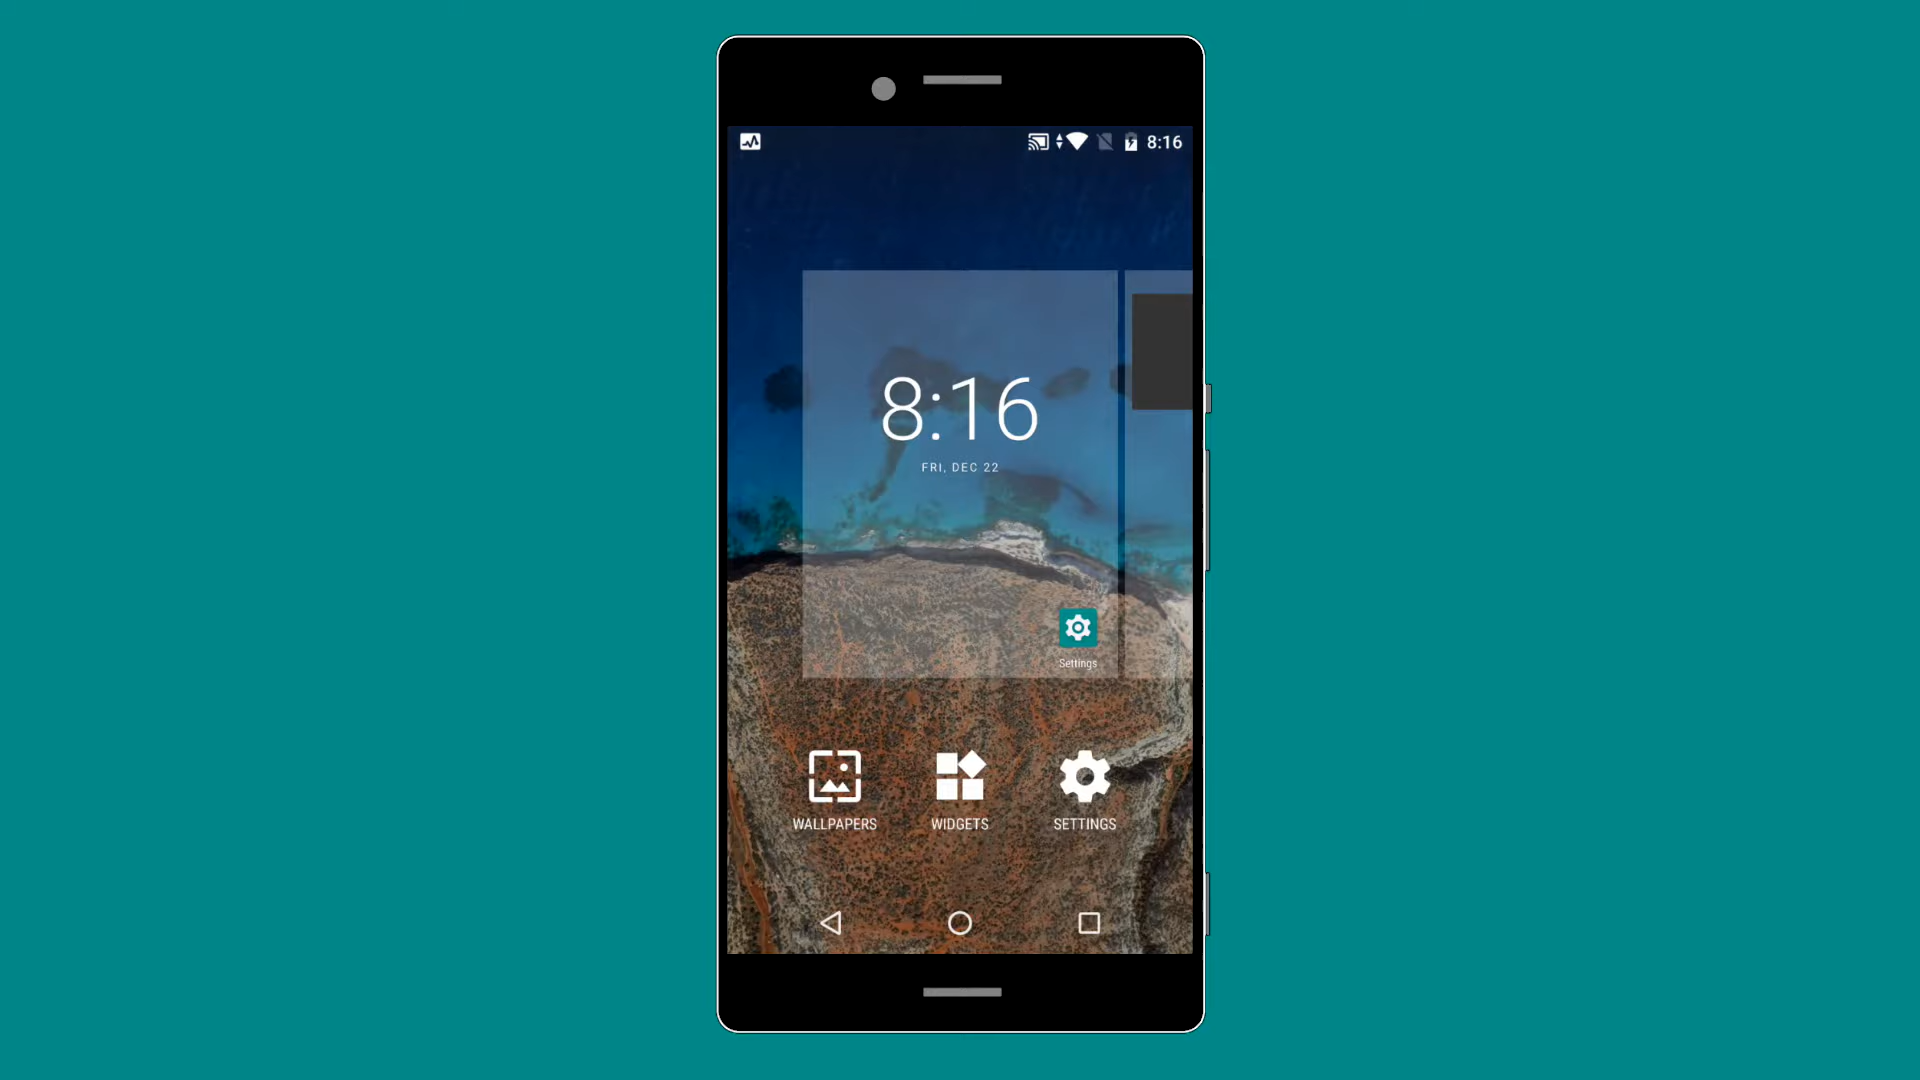 8:16
8:16
FRI, DEC 22
Settings
WALLPAPERS
WIDGETS
SETTINGS